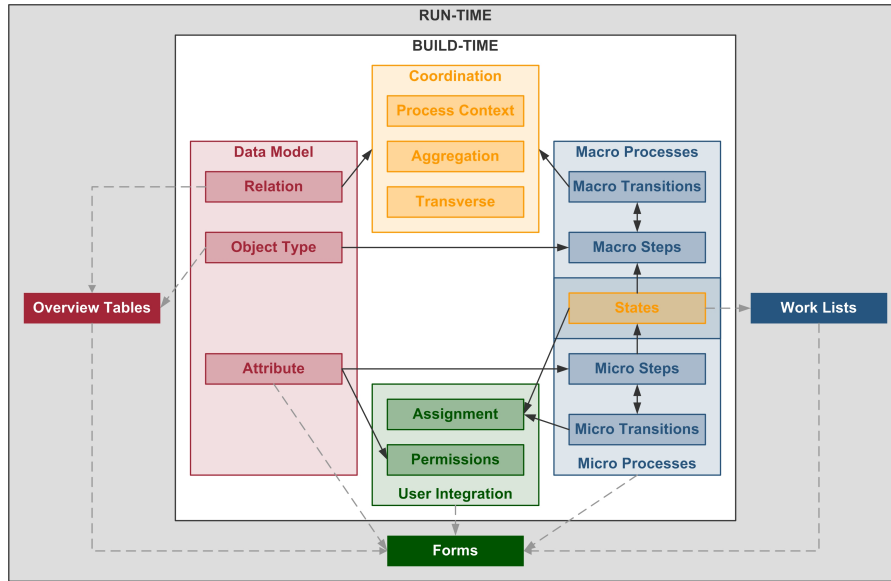 RUN-TIME
BUILD-TIME
Coordination
Process Context
Aggregation
Transverse
Data Model
Relation
Object Type
Attribute
Macro Processes
Macro Transitions
Macro Steps
States
Micro Steps
Micro Transitions
Micro Processes
Assignment
Permissions
User Integration
Overview Tables
Work Lists
Forms